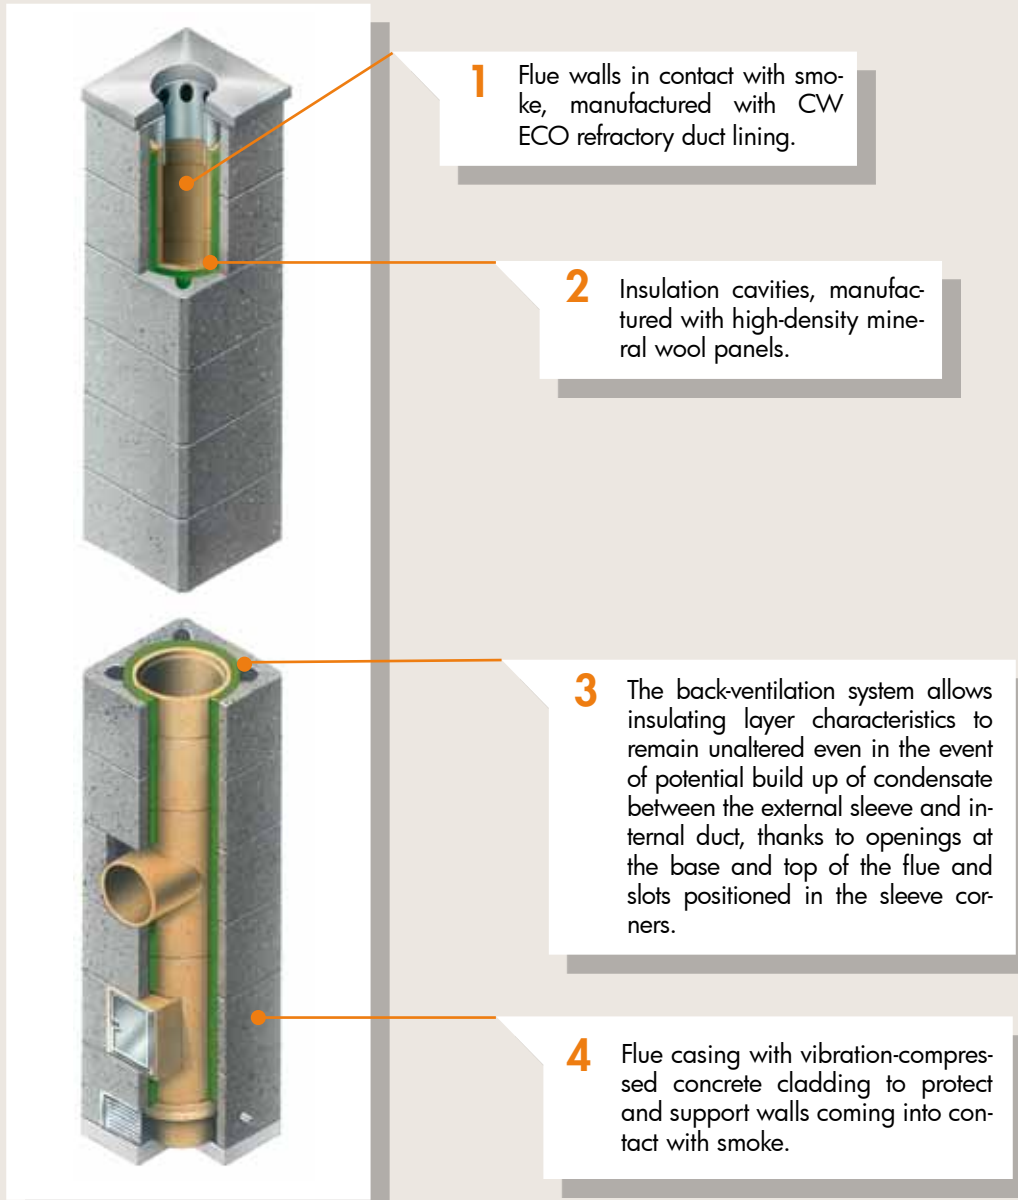 1
Flue walls in contact with smo-
ke, manufactured with CW
ECO refractory duct lining.
2
Insulation cavities, manufac-
tured with high-density mine-
ral wool panels.
3
The back-ventilation system allows
insulating layer characteristics to
remain unaltered even in the event
of potential build up of condensate
between the external sleeve and in-
ternal duct, thanks to openings at
the base and top of the flue and
slots positioned in the sleeve cor-
ners.
4
Flue casing with vibration-compres-
sed concrete cladding to protect
and support walls coming into con-
tact with smoke.